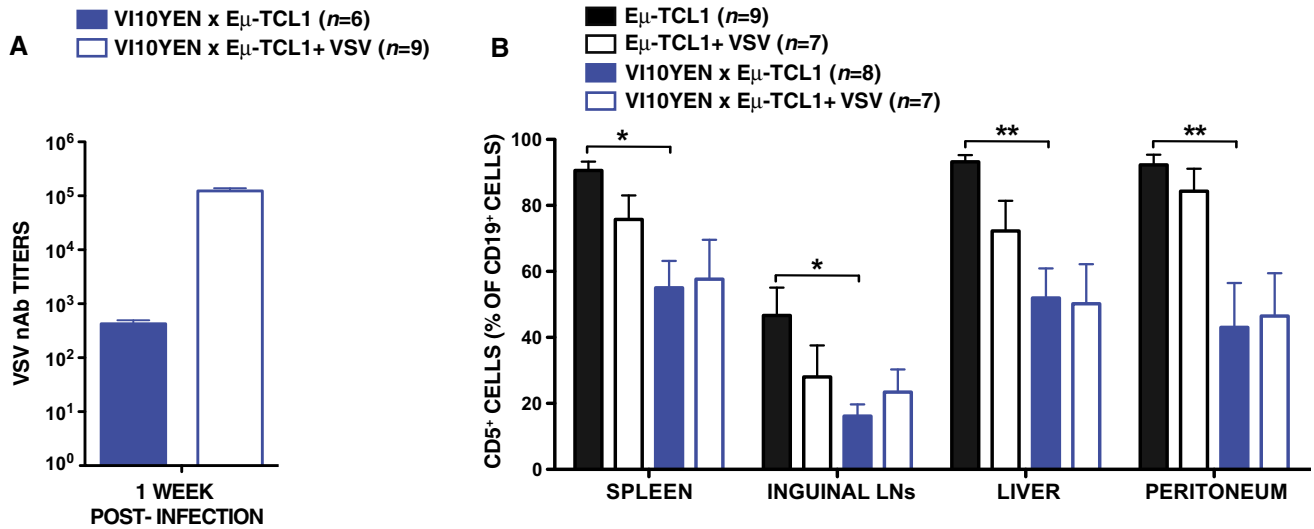 A
VI10YEN x Eμ-TCL1 (n=6)
VI10YEN x Eμ-TCL1+ VSV (n=9)
VSV nAb TITERS
10⁶
10⁵
10⁴
10³
10²
10¹
10⁰
1 WEEK
POST- INFECTION
B
Eμ-TCL1 (n=9)
Eμ-TCL1+ VSV (n=7)
VI10YEN x Eμ-TCL1 (n=8)
VI10YEN x Eμ-TCL1+ VSV (n=7)
CD5⁺ CELLS (% OF CD19⁺ CELLS)
100
80
60
40
20
0
*
*
**
**
SPLEEN
INGUINAL LNs
LIVER
PERITONEUM